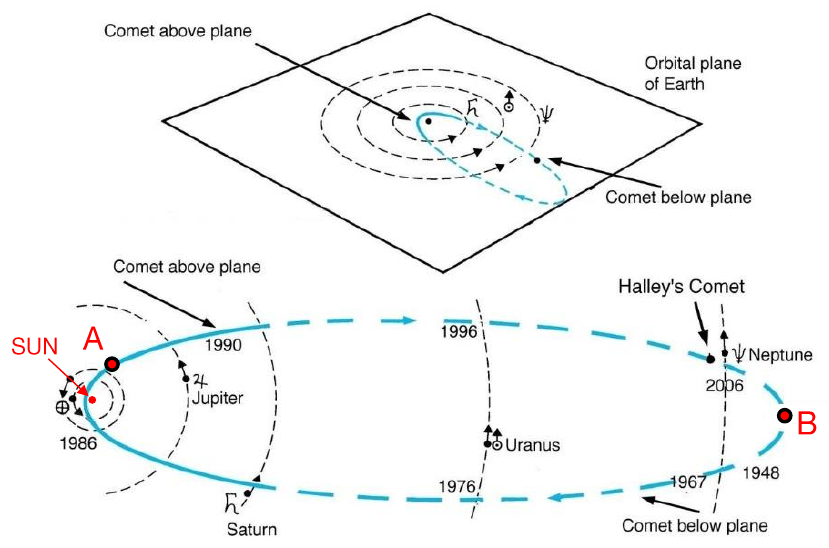 Comet above plane
Orbital plane
of Earth
♄
♅
Ψ
Comet below plane
Comet above plane
Halley's Comet
A
SUN
1990
1996
♃
Jupiter
Ψ Neptune
2006
B
⊕
1986
♅ Uranus
1976
1967
1948
♄
Saturn
Comet below plane